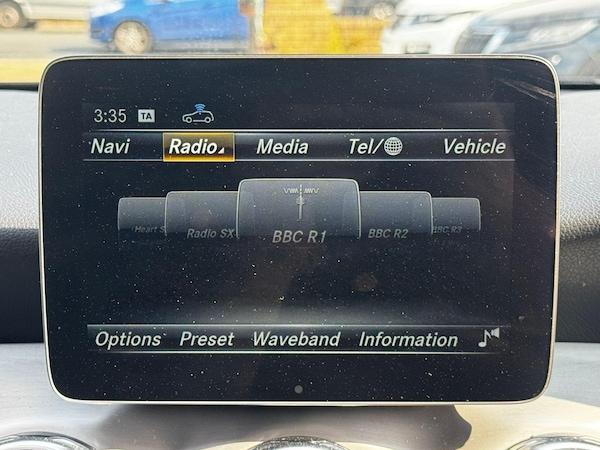 3:35 TA
Navi Radio Media Tel/ Vehicle
Heart S Radio SX BBC R1 BBC R2 BBC R3
Options Preset Waveband Information